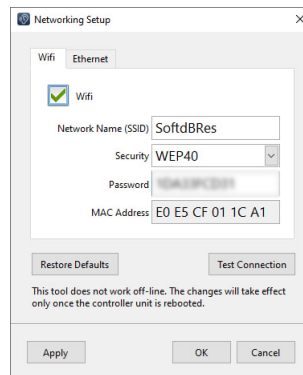 Networking Setup
Wifi Ethernet
Wifi
Network Name (SSID) SoftdBRes
Security WEP40
Password
MAC Address E0 E5 CF 01 1C A1
Restore Defaults Test Connection
This tool does not work off-line. The changes will take effect
only once the controller unit is rebooted.
Apply OK Cancel